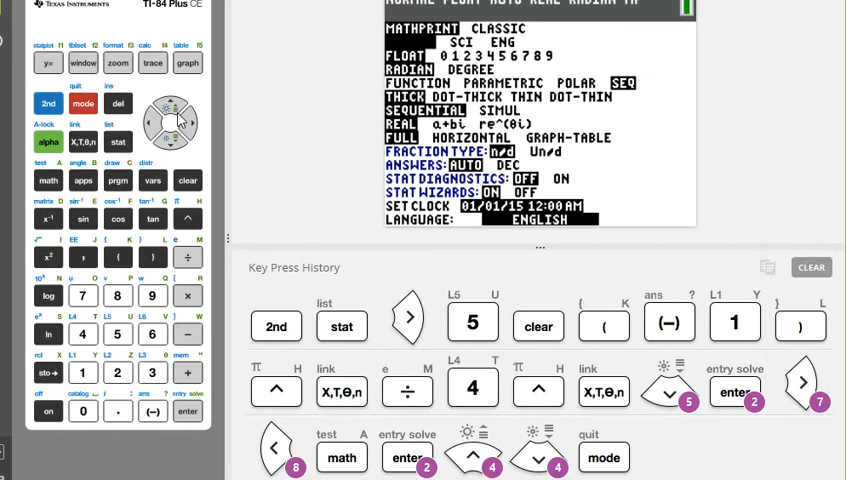 TEXAS INSTRUMENTS TI-84 Plus CE
statplot f1 tblset f2 format f3 calc f4 table f5
y= window zoom trace graph
quit ins
2nd mode del
A-lock link list
alpha X,T,θ,n stat
test A angle B draw C distr
math apps prgm vars clear
matrix D sin⁻¹ E cos⁻¹ F tan⁻¹ G π H
x⁻¹ sin cos tan ^
√ I EE J { K } L e M
x² , ( ) ÷
10ˣ N u O v P w Q [ R
log 7 8 9 ×
eˣ S L4 T L5 U L6 V ] W
ln 4 5 6 −
rcl X L1 Y L2 Z L3 θ mem "
sto→ 1 2 3 +
off catalog i : ans ? entry solve
on 0 . (−) enter
NORMAL FLOAT AUTO REAL RADIAN MP
MATHPRINT CLASSIC
SCI ENG
FLOAT 0 1 2 3 4 5 6 7 8 9
RADIAN DEGREE
FUNCTION PARAMETRIC POLAR SEQ
THICK DOT-THICK THIN DOT-THIN
SEQUENTIAL SIMUL
REAL a+bi re^(θi)
FULL HORIZONTAL GRAPH-TABLE
FRACTION TYPE: n/d Un/d
ANSWERS: AUTO DEC
STAT DIAGNOSTICS: OFF ON
STAT WIZARDS: ON OFF
SET CLOCK 01/01/15 12:00 AM
LANGUAGE: ENGLISH
Key Press History CLEAR
list L5 U { K ans ? L1 Y } L
2nd stat > 5 clear ( (−) 1 )
π H link e M L4 T π H link entry solve
^ X,T,θ,n ÷ 4 ^ X,T,θ,n 5 enter 2 > 7
test A entry solve quit
< 8 math enter 2 4 4 mode